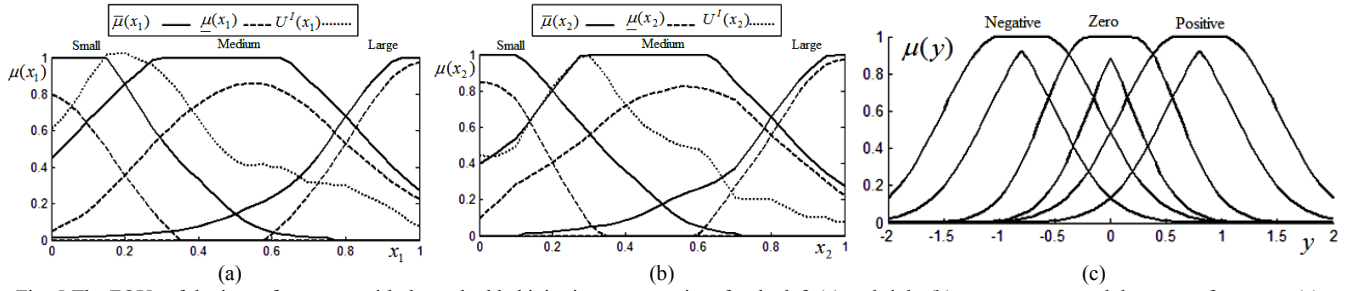 μ̅(x₁) μ̲(x₁) Uᴵ(x₁)
Small Medium Large
μ(x₁)
1
0.8
0.6
0.4
0.2
0
0 0.2 0.4 0.6 0.8 1
x₁
(a)
μ̅(x₂) μ̲(x₂) Uᴵ(x₂)
Small Medium Large
μ(x₂)
1
0.8
0.6
0.4
0.2
0
0 0.2 0.4 0.6 0.8 1
x₂
(b)
Negative Zero Positive
μ(y)
1
0.8
0.6
0.4
0.2
0
-2 -1.5 -1 -0.5 0 0.5 1 1.5 2
y
(c)